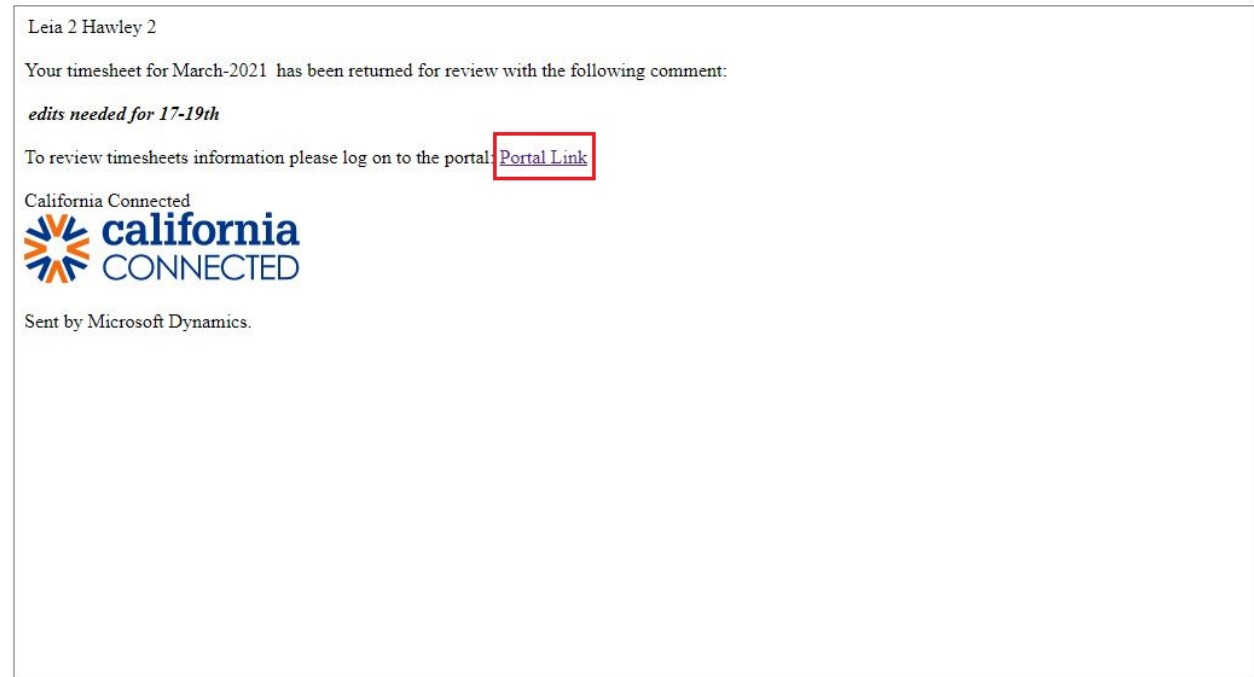 Leia 2 Hawley 2
Your timesheet for March-2021 has been returned for review with the following comment:
edits needed for 17-19th
To review timesheets information please log on to the portal: Portal Link
California Connected
california
CONNECTED
Sent by Microsoft Dynamics.